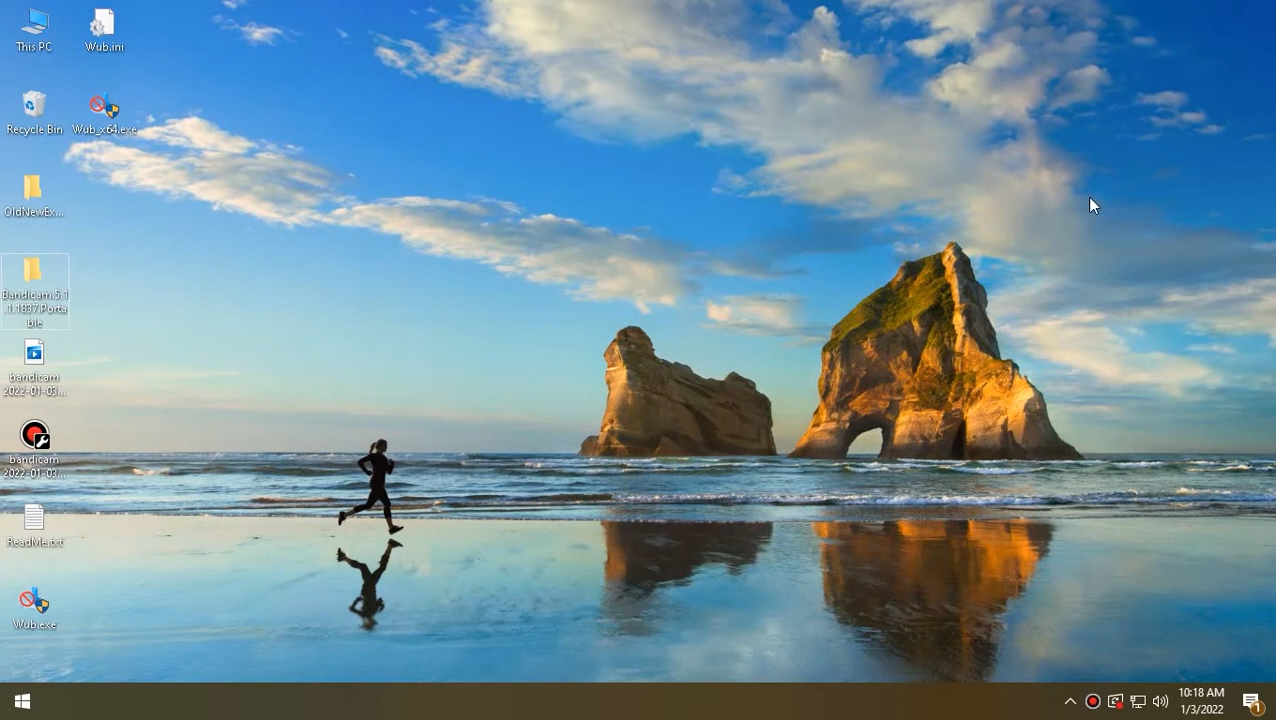 This PC
Wub.ini
Recycle Bin
Wub_x64.exe
OldNewEx...
Bandicam.5.1
.1.1837.Porta
ble
bandicam
2022-01-03...
bandicam
2022-01-03...
ReadMe.txt
Wub.exe
10:18 AM
1/3/2022
1